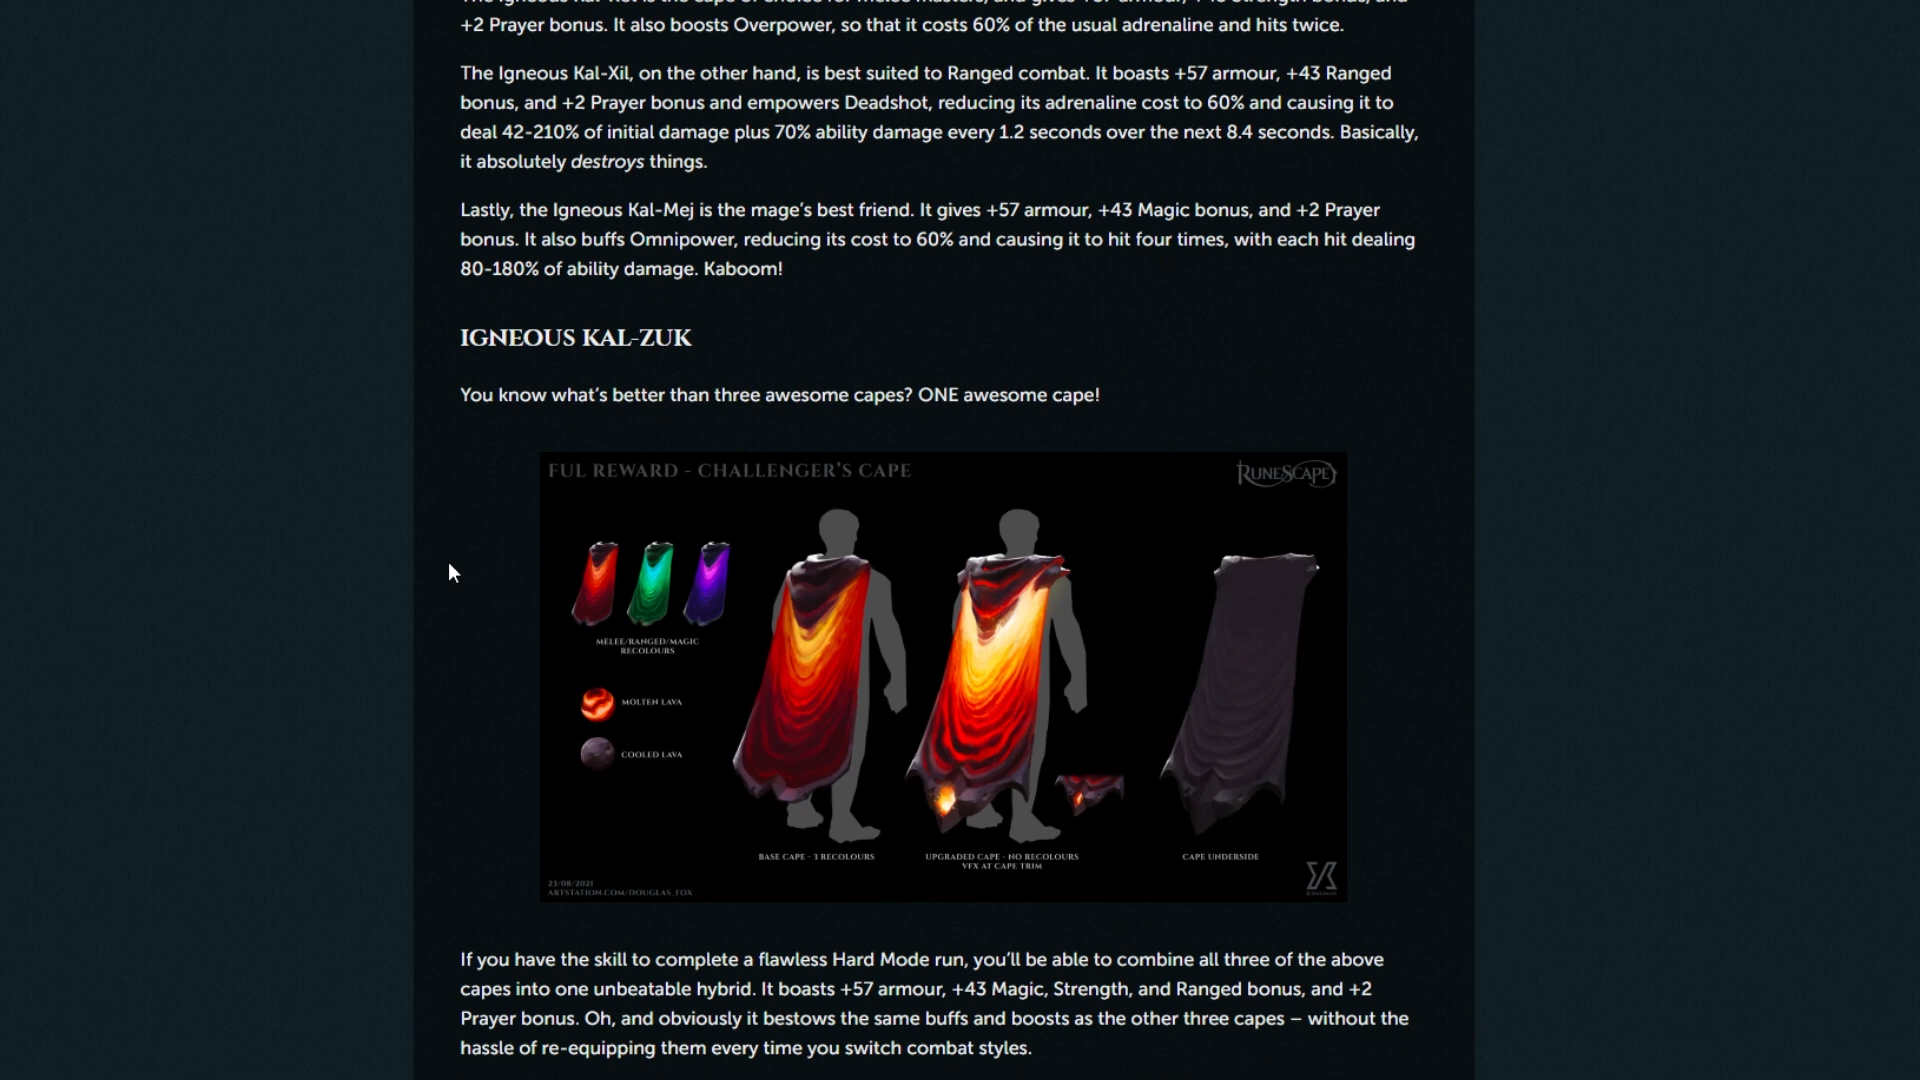 +2 Prayer bonus. It also boosts Overpower, so that it costs 60% of the usual adrenaline and hits twice.
The Igneous Kal-Xil, on the other hand, is best suited to Ranged combat. It boasts +57 armour, +43 Ranged
bonus, and +2 Prayer bonus and empowers Deadshot, reducing its adrenaline cost to 60% and causing it to
deal 42-210% of initial damage plus 70% ability damage every 1.2 seconds over the next 8.4 seconds. Basically,
it absolutely destroys things.
Lastly, the Igneous Kal-Mej is the mage’s best friend. It gives +57 armour, +43 Magic bonus, and +2 Prayer
bonus. It also buffs Omnipower, reducing its cost to 60% and causing it to hit four times, with each hit dealing
80-180% of ability damage. Kaboom!
IGNEOUS KAL-ZUK
You know what’s better than three awesome capes? ONE awesome cape!
FUL REWARD - CHALLENGER’S CAPE
RUNESCAPE
MELEE/RANGED/MAGIC
RECOLOURS
MOLTEN LAVA
COOLED LAVA
BASE CAPE - 3 RECOLOURS
UPGRADED CAPE - NO RECOLOURS
VFX AT CAPE TRIM
CAPE UNDERSIDE
23/08/2021
ARTSTATION.COM/DOUGLAS_FOX
If you have the skill to complete a flawless Hard Mode run, you’ll be able to combine all three of the above
capes into one unbeatable hybrid. It boasts +57 armour, +43 Magic, Strength, and Ranged bonus, and +2
Prayer bonus. Oh, and obviously it bestows the same buffs and boosts as the other three capes – without the
hassle of re-equipping them every time you switch combat styles.